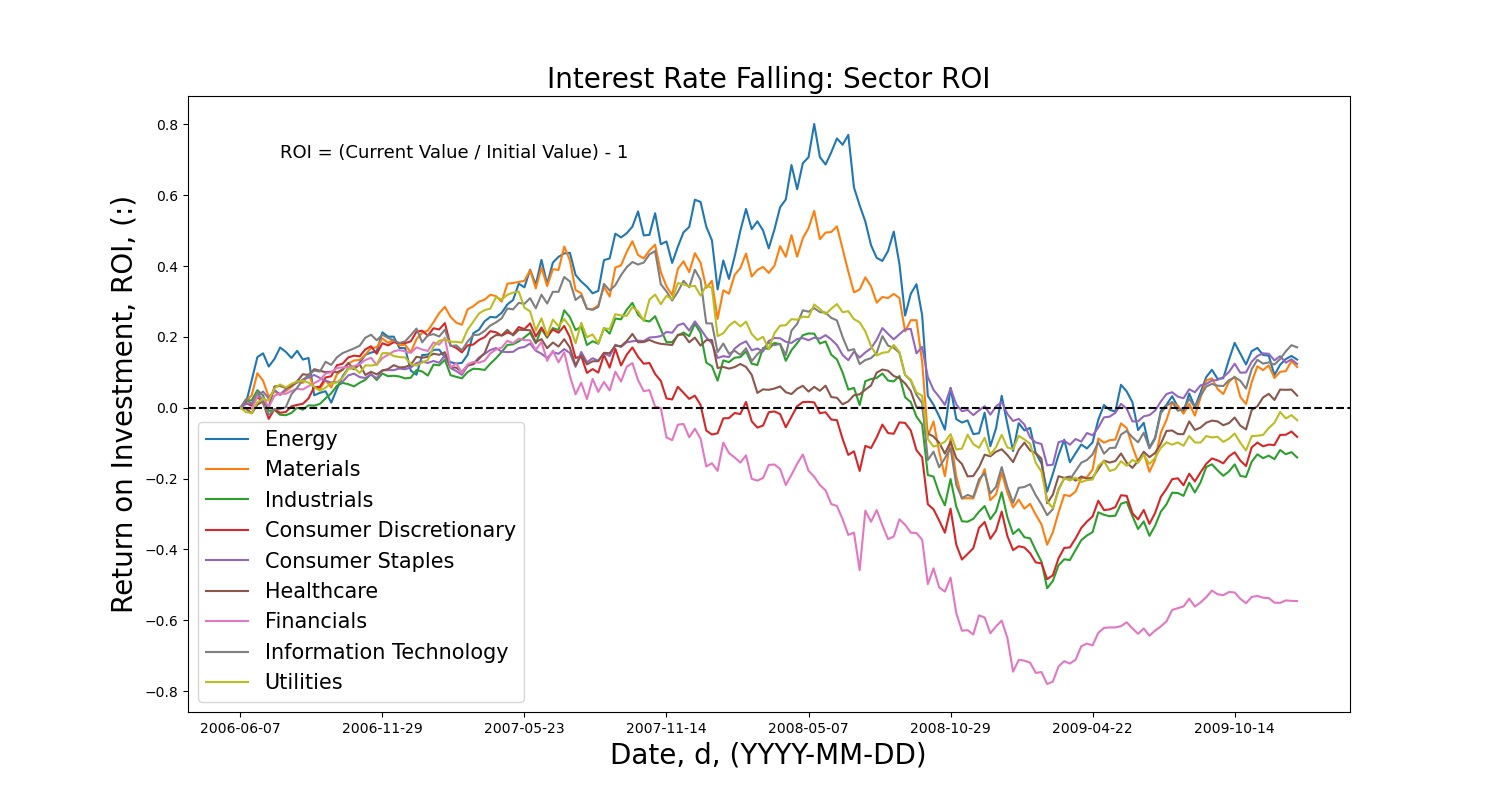 Interest Rate Falling: Sector ROI
ROI = (Current Value / Initial Value) - 1
Return on Investment, ROI, (:)
0.8
0.6
0.4
0.2
0.0
−0.2
−0.4
−0.6
−0.8
Energy
Materials
Industrials
Consumer Discretionary
Consumer Staples
Healthcare
Financials
Information Technology
Utilities
2006-06-07 2006-11-29 2007-05-23 2007-11-14 2008-05-07 2008-10-29 2009-04-22 2009-10-14
Date, d, (YYYY-MM-DD)